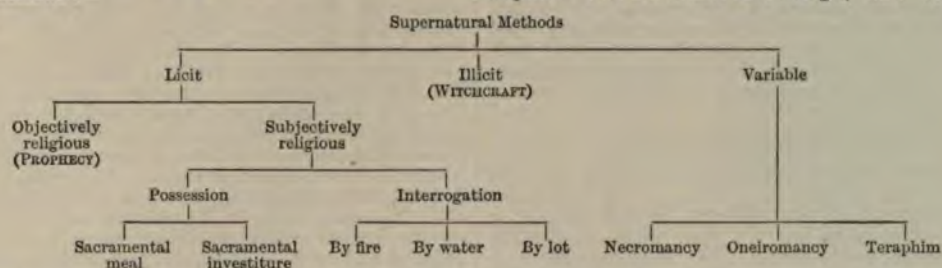 Supernatural Methods
Licit Illicit Variable
(WITCHCRAFT)
Objectively Subjectively
religious religious
(PROPHECY)
Possession Interrogation
Sacramental Sacramental By fire By water By lot Necromancy Oneiromancy Teraphim
meal investiture